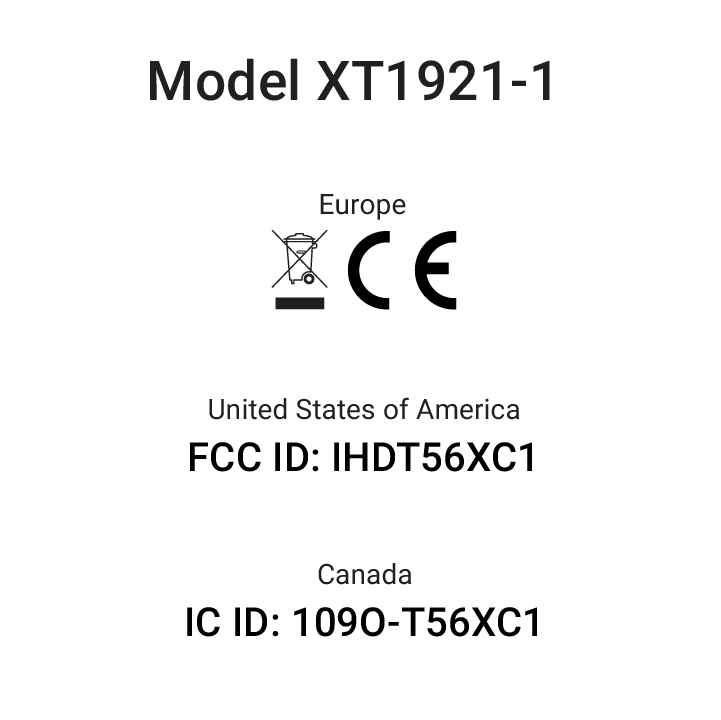 Model XT1921-1
Europe
CE
United States of America
FCC ID: IHDT56XC1
Canada
IC ID: 109O-T56XC1